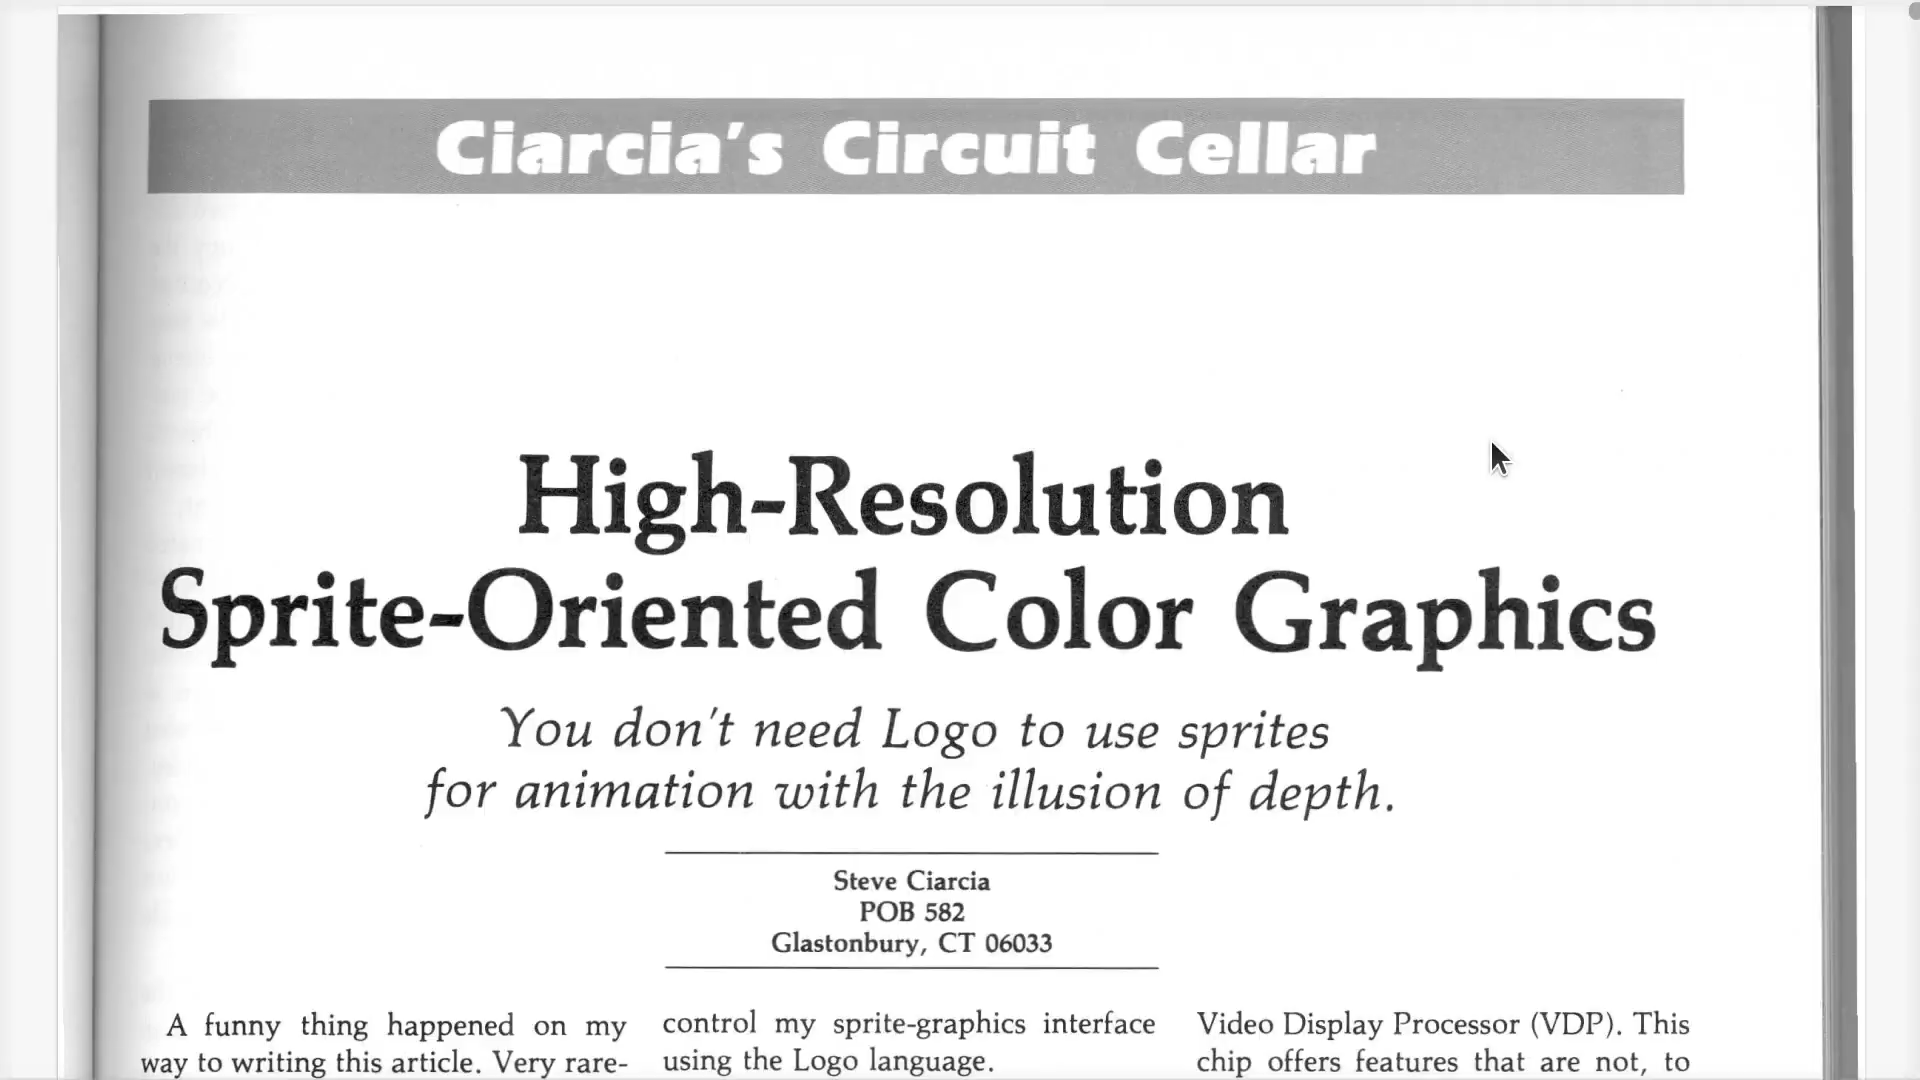 Ciarcia's Circuit Cellar
High-Resolution
Sprite-Oriented Color Graphics
You don't need Logo to use sprites
for animation with the illusion of depth.
Steve Ciarcia
POB 582
Glastonbury, CT 06033
A funny thing happened on my
way to writing this article. Very rare-
control my sprite-graphics interface
using the Logo language.
Video Display Processor (VDP). This
chip offers features that are not, to